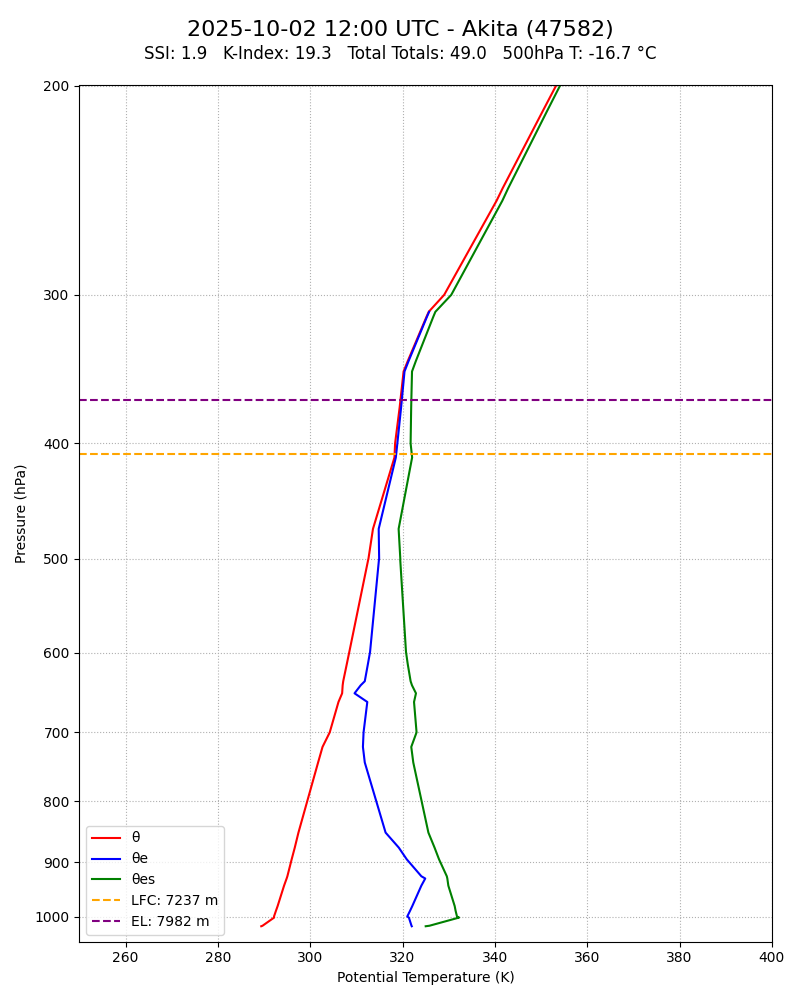 2025-10-02 12:00 UTC - Akita (47582)
SSI: 1.9   K-Index: 19.3   Total Totals: 49.0   500hPa T: -16.7 °C
200
300
400
500
600
700
800
900
1000
Pressure (hPa)
θ
θe
θes
LFC: 7237 m
EL: 7982 m
260 280 300 320 340 360 380 400
Potential Temperature (K)